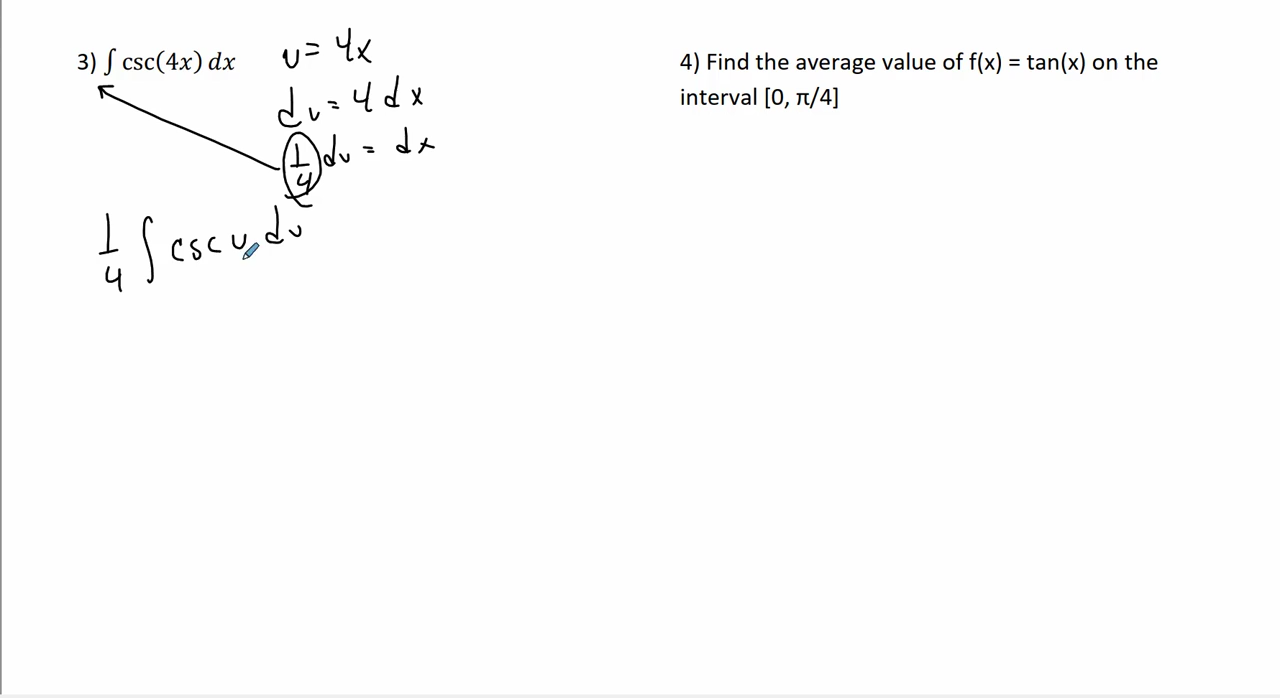 3) ∫ csc(4x) dx
u = 4x
du = 4 dx
1/4 du = dx
1/4 ∫ csc u du
4) Find the average value of f(x) = tan(x) on the
interval [0, π/4]